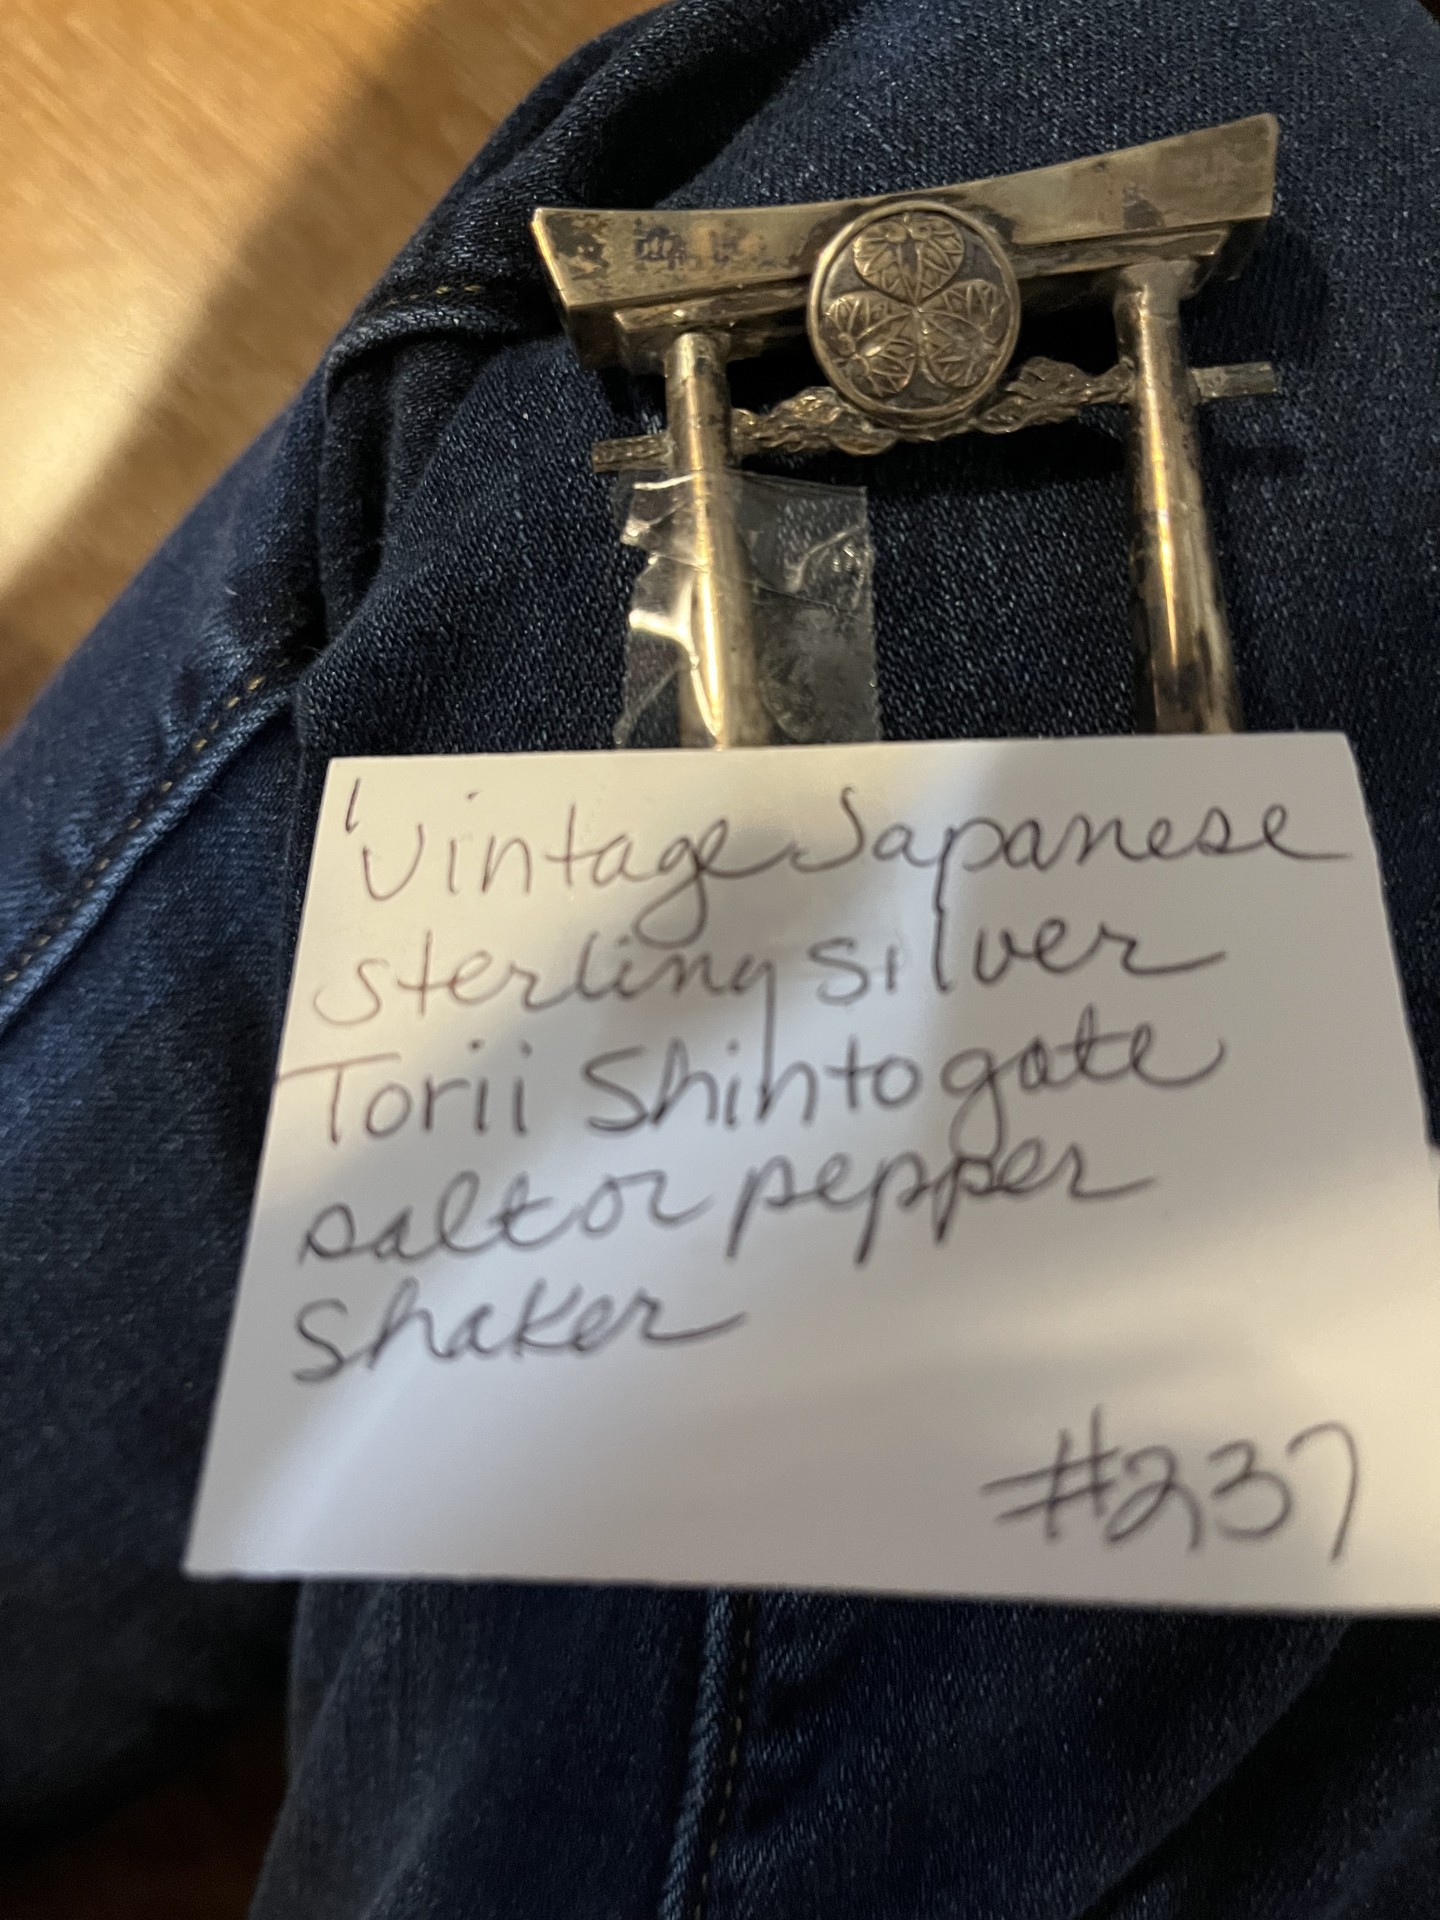 Vintage Japanese
Sterling Silver
Torii Shinto gate
salt or pepper
Shaker
#237